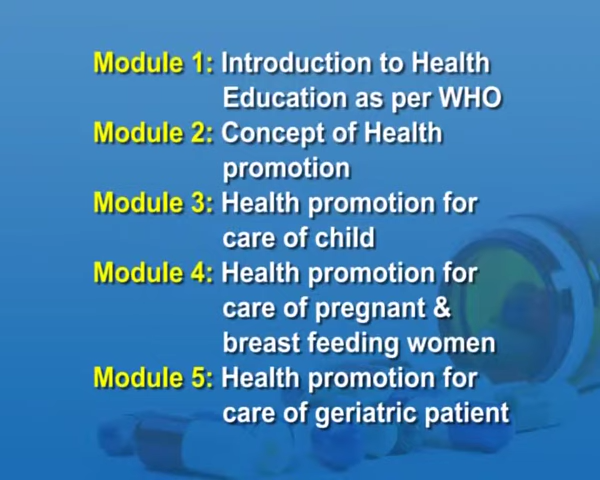 Module 1: Introduction to Health
Education as per WHO
Module 2: Concept of Health
promotion
Module 3: Health promotion for
care of child
Module 4: Health promotion for
care of pregnant &
breast feeding women
Module 5: Health promotion for
care of geriatric patient